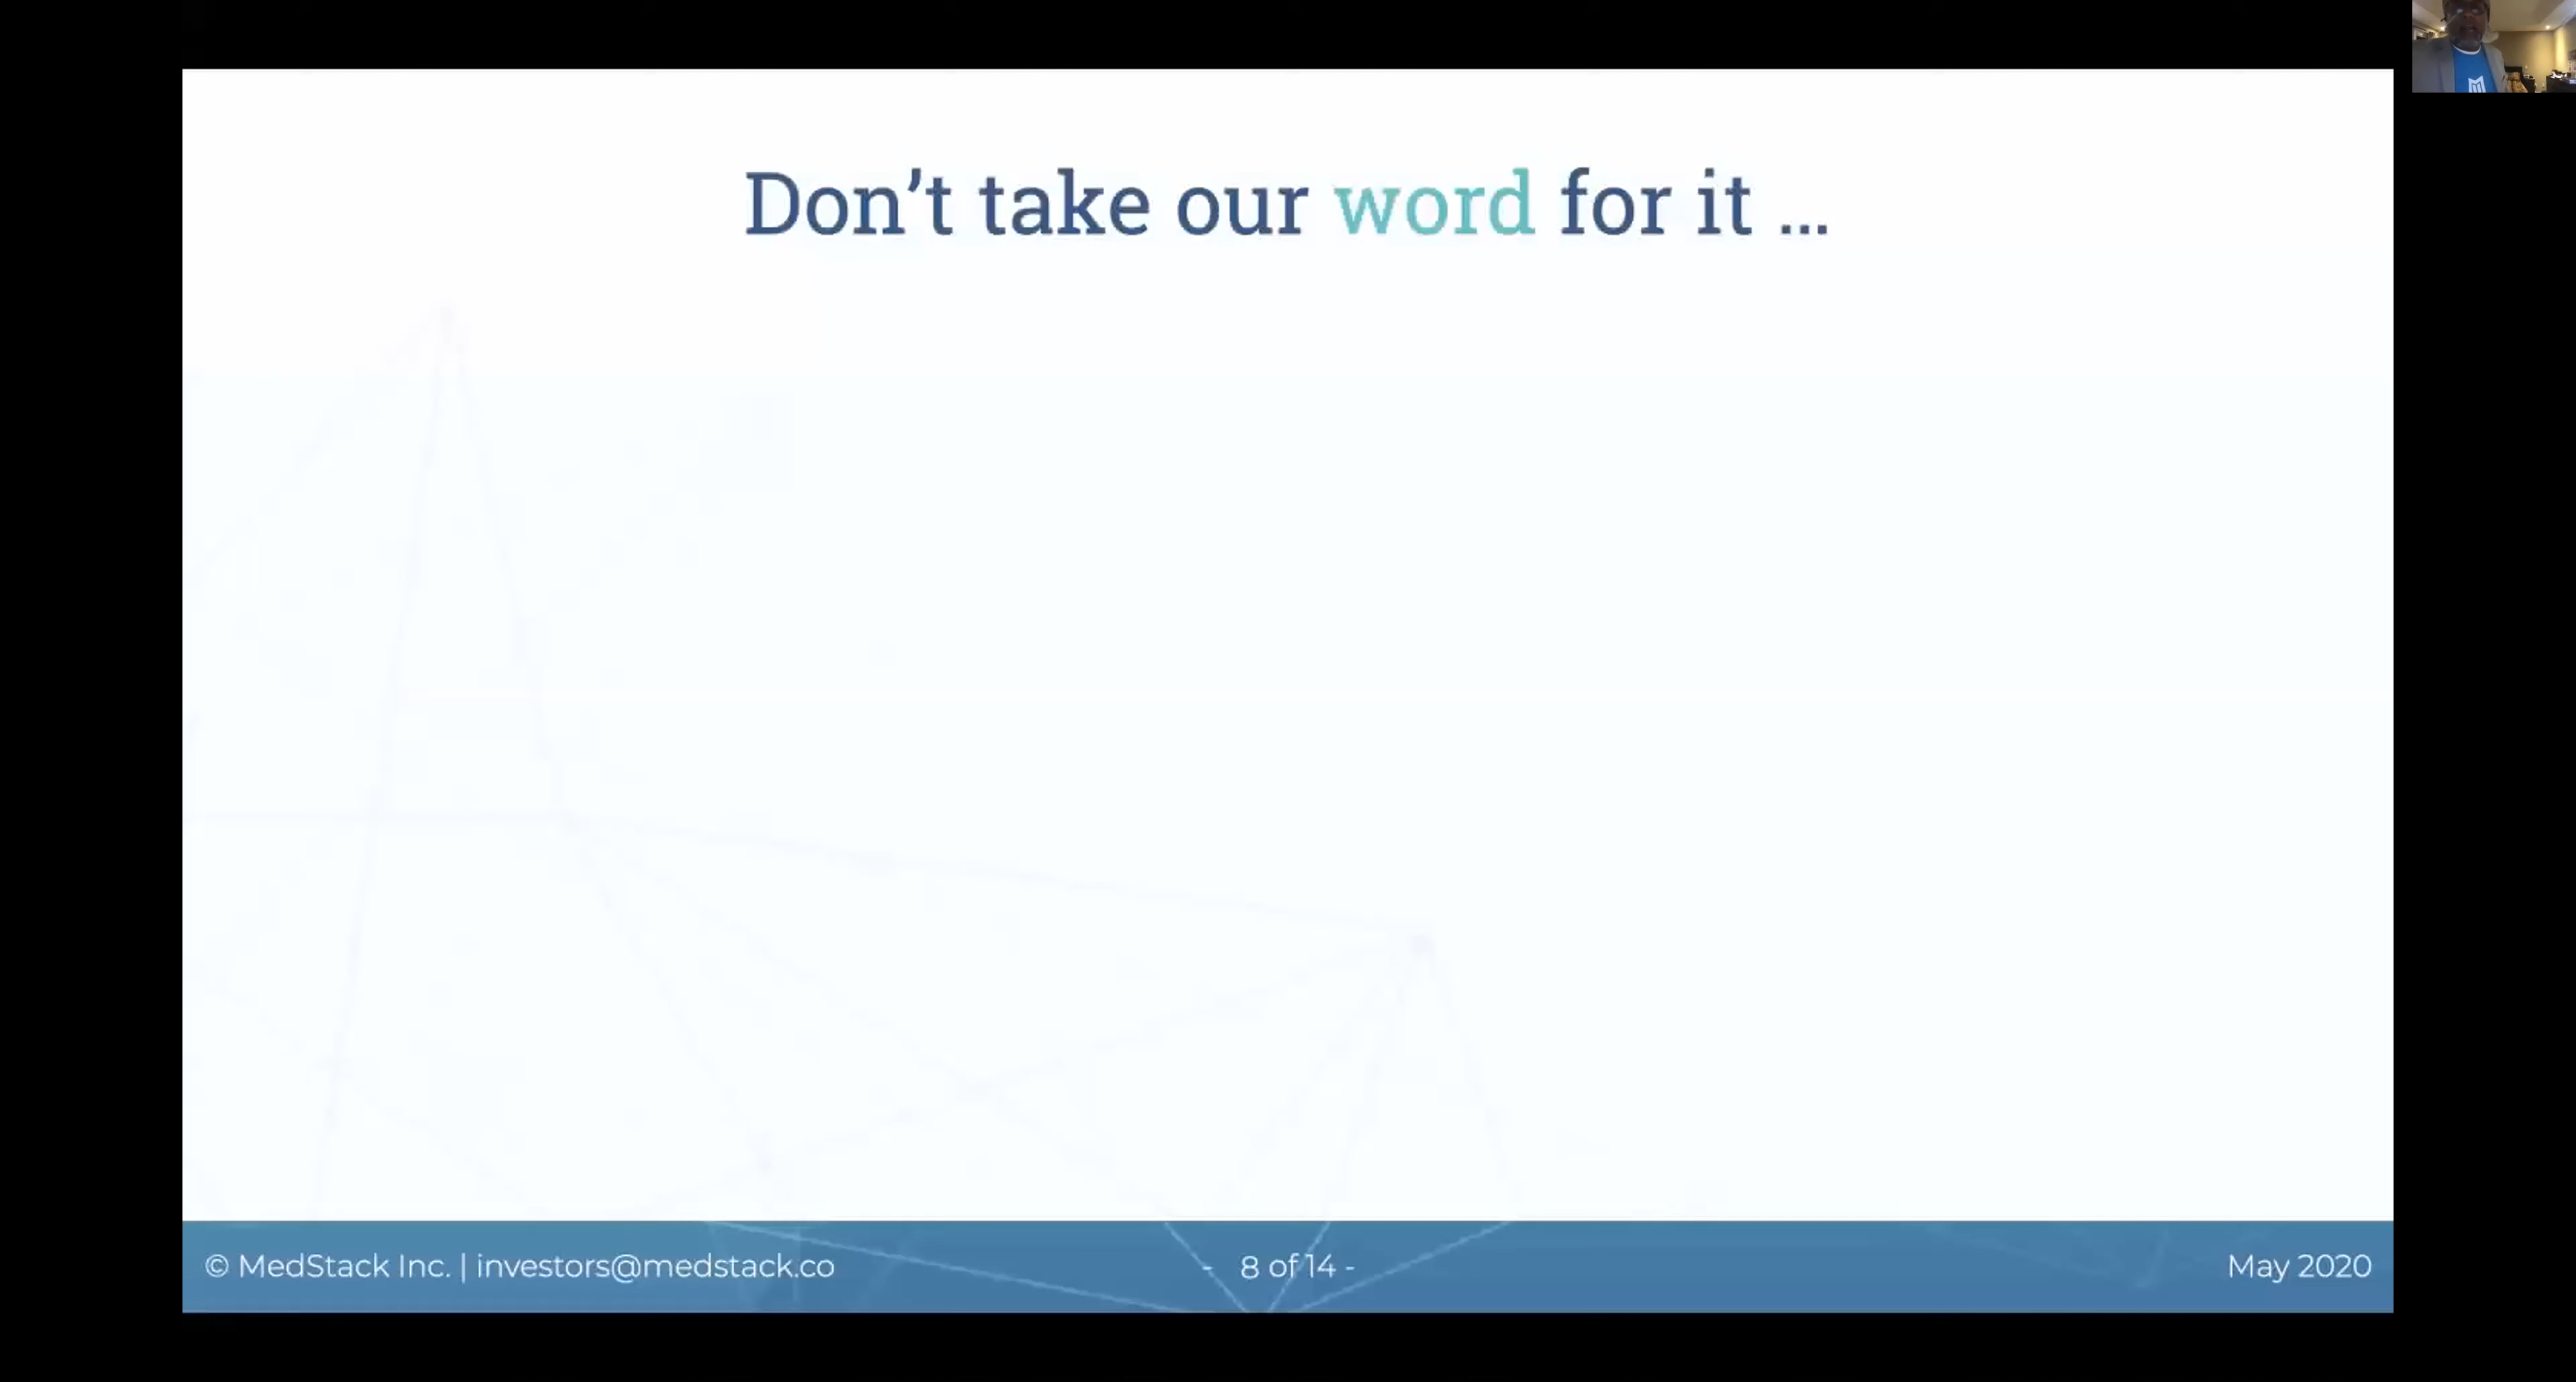 Don't take our word for it ...
© MedStack Inc. | investors@medstack.co
- 8 of 14 -
May 2020